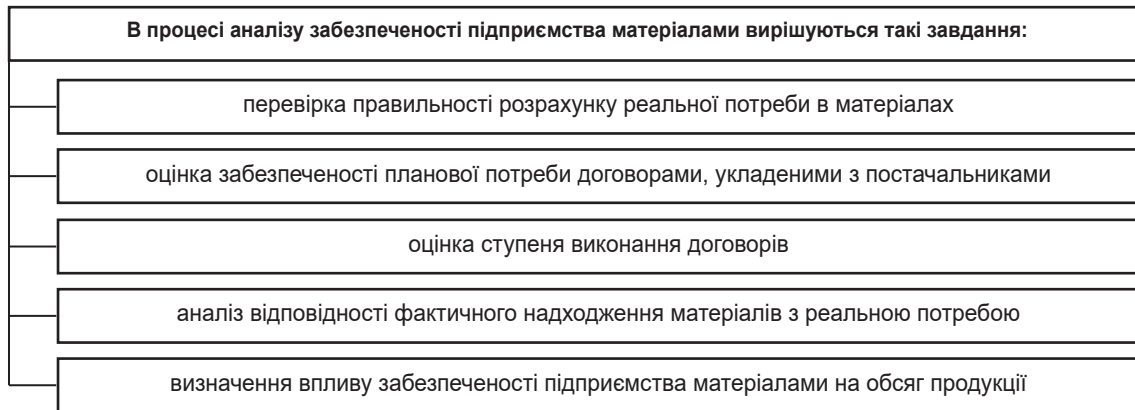 В процесі аналізу забезпеченості підприємства матеріалами вирішуються такі завдання:
перевірка правильності розрахунку реальної потреби в матеріалах
оцінка забезпеченості планової потреби договорами, укладеними з постачальниками
оцінка ступеня виконання договорів
аналіз відповідності фактичного надходження матеріалів з реальною потребою
визначення впливу забезпеченості підприємства матеріалами на обсяг продукції